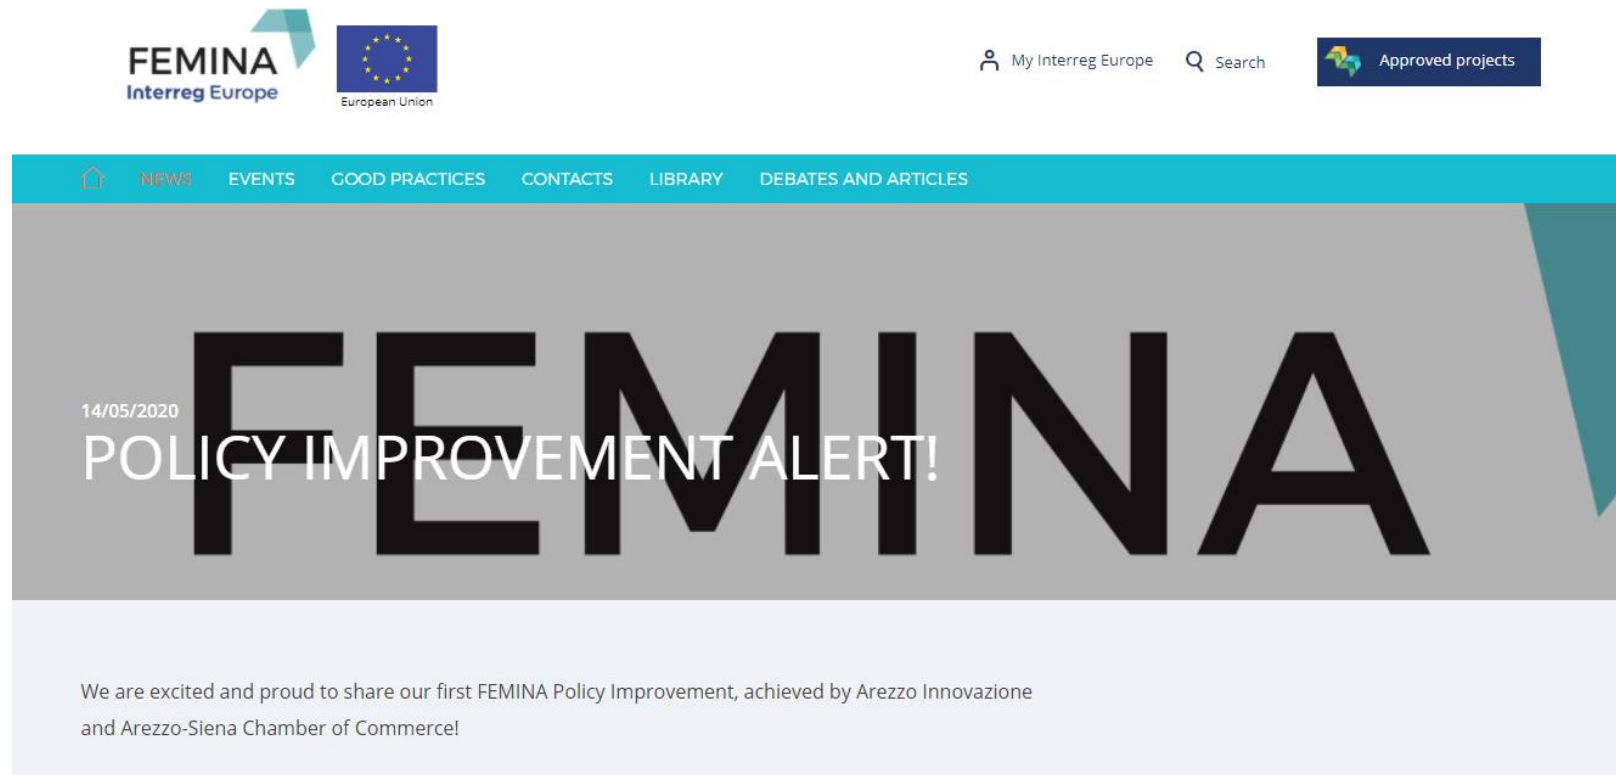 FEMINA
Interreg Europe
European Union
My Interreg Europe
Search
Approved projects
NEWS EVENTS GOOD PRACTICES CONTACTS LIBRARY DEBATES AND ARTICLES
FEMINA
14/05/2020
POLICY IMPROVEMENT ALERT!
We are excited and proud to share our first FEMINA Policy Improvement, achieved by Arezzo Innovazione
and Arezzo-Siena Chamber of Commerce!